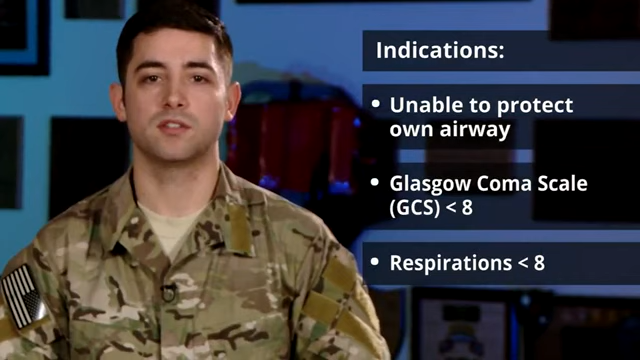 Indications:
• Unable to protect
own airway
• Glasgow Coma Scale
(GCS) < 8
• Respirations < 8